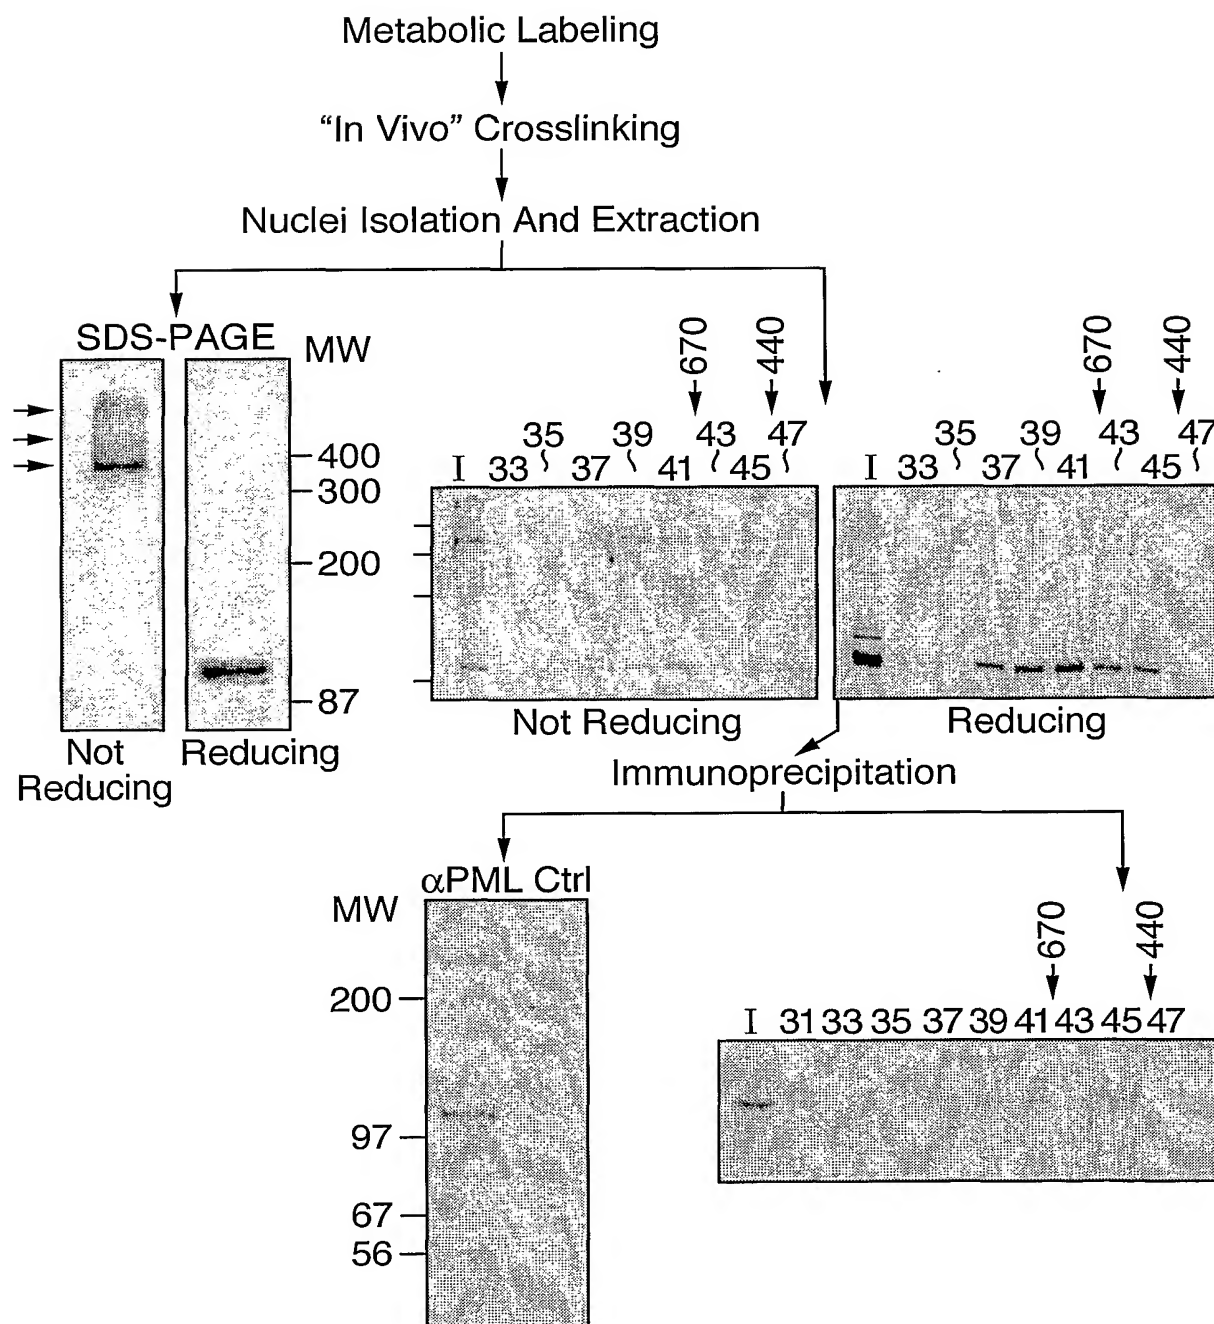 Metabolic Labeling
“In Vivo” Crosslinking
Nuclei Isolation And Extraction
SDS-PAGE
MW
400
300
200
87
Not
Reducing
Reducing
670
440
35
39
43
47
I
33
37
41
45
Not Reducing
670
440
35
39
43
47
I
33
37
41
45
Reducing
Immunoprecipitation
αPML Ctrl
MW
200
97
67
56
670
440
I 31 33 35 37 39 41 43 45 47